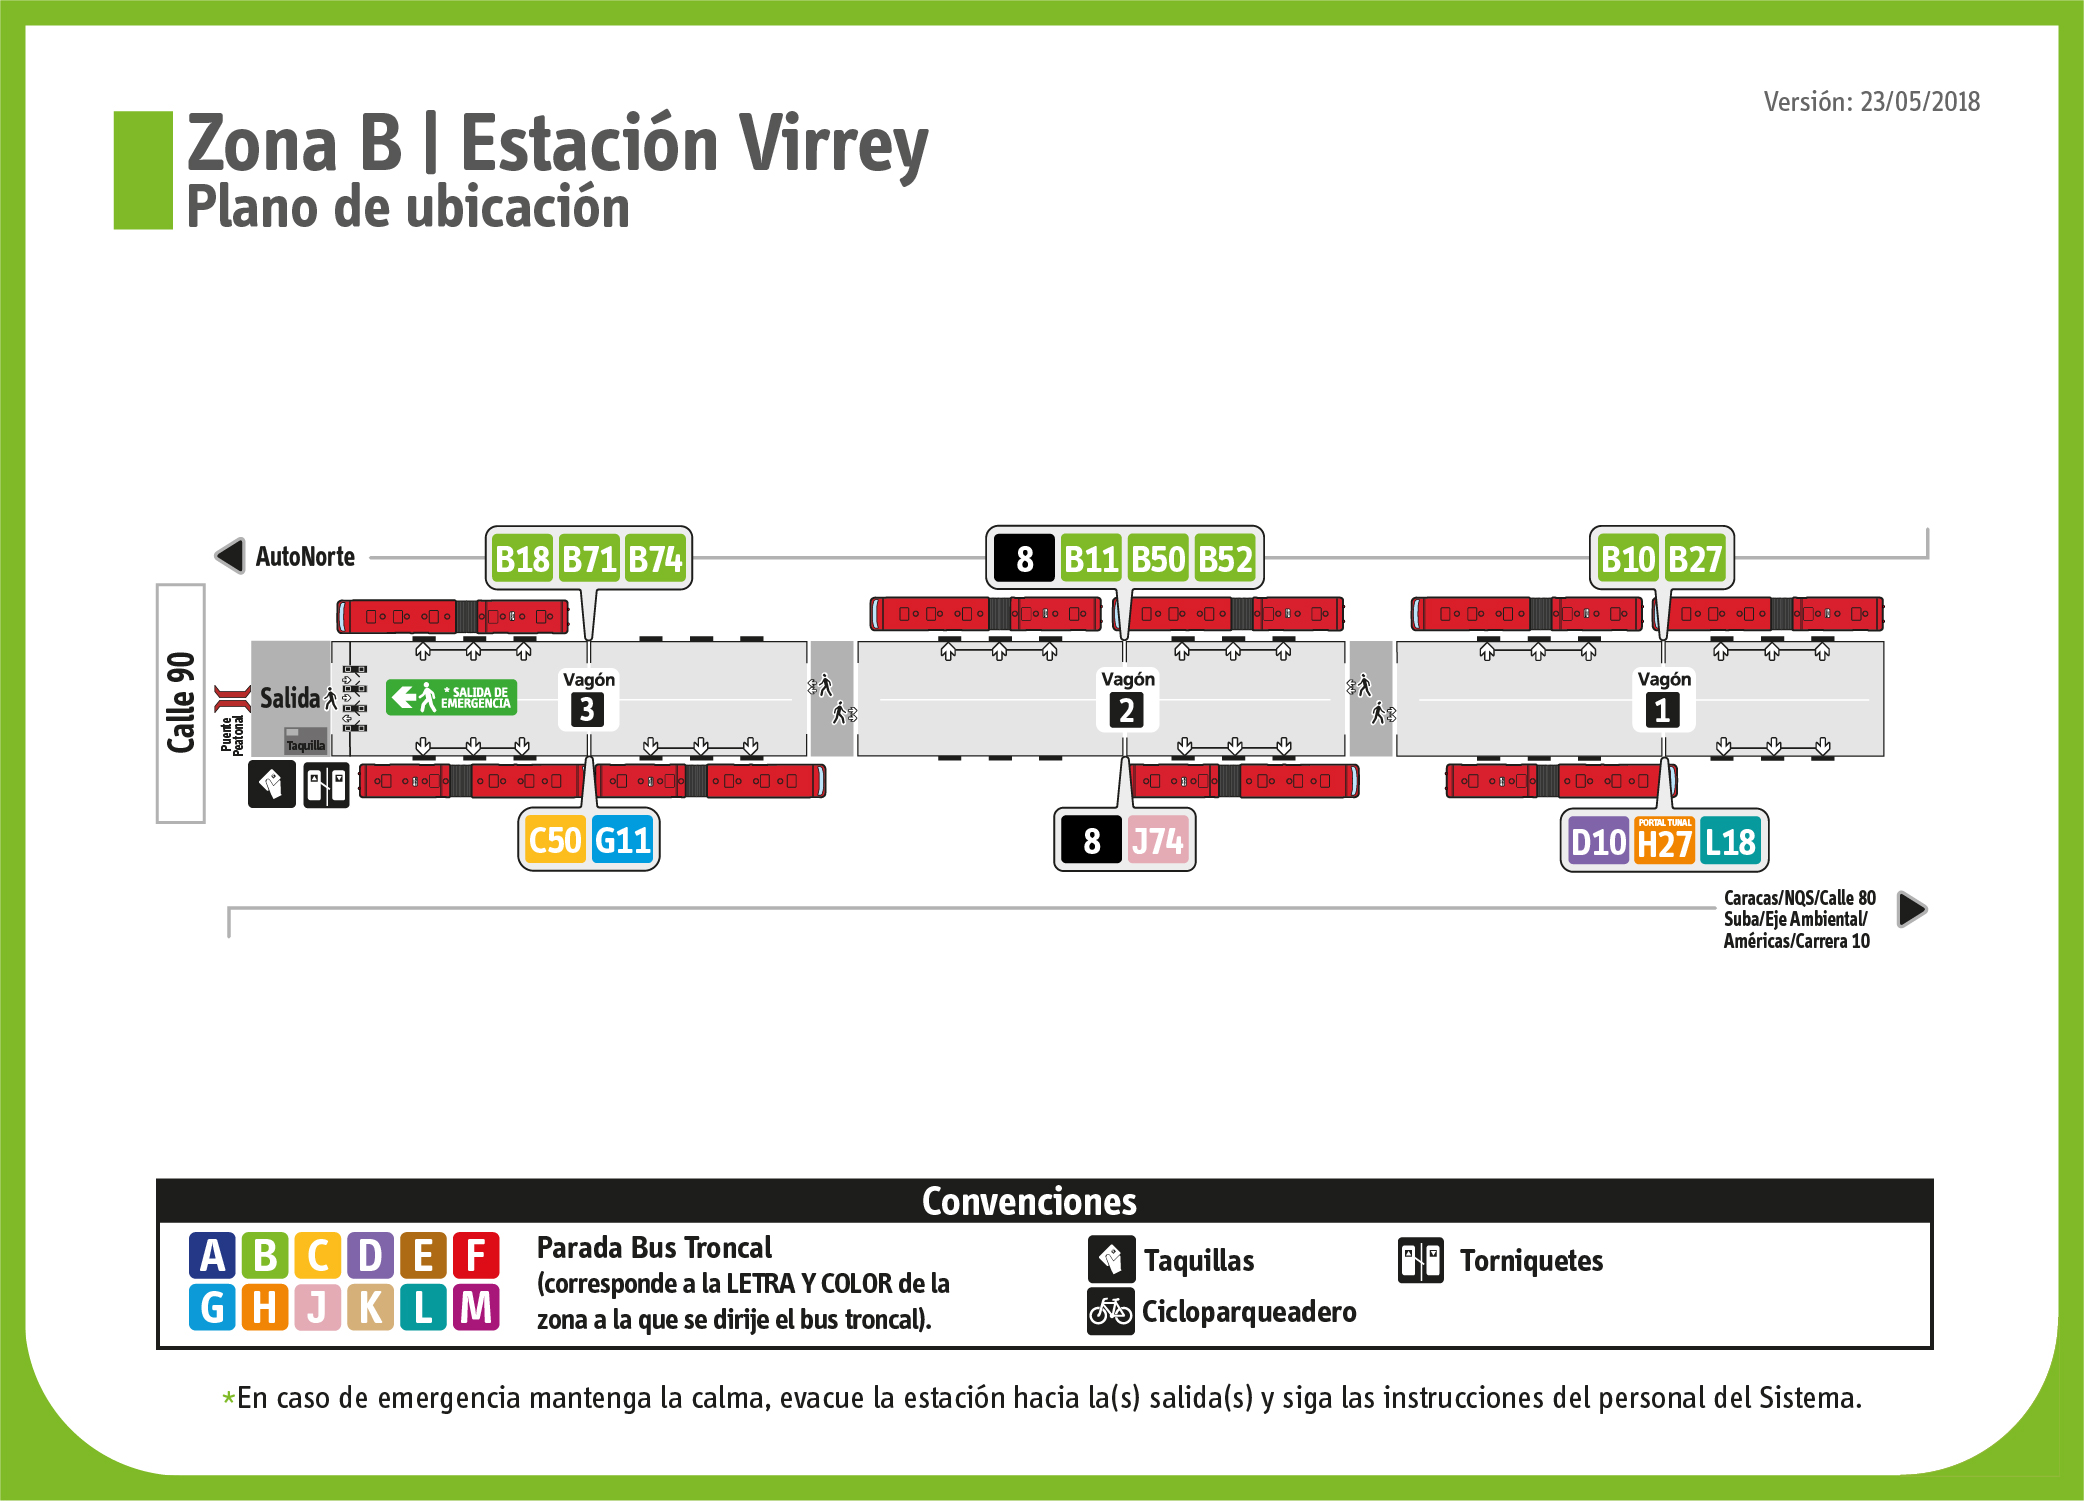 Versión: 23/05/2018
Zona B | Estación Virrey
Plano de ubicación
AutoNorte
B18 B71 B74
8 B11 B50 B52
B10 B27
Calle 90
Puente
Peatonal
Salida
Taquilla
* SALIDA DE
EMERGENCIA
Vagón
3
Vagón
2
Vagón
1
C50 G11
8 J74
D10 PORTAL TUNAL H27 L18
Caracas/NQS/Calle 80
Suba/Eje Ambiental/
Américas/Carrera 10
Convenciones
A B C D E F
G H J K L M
Parada Bus Troncal
(corresponde a la LETRA Y COLOR de la
zona a la que se dirije el bus troncal).
Taquillas
Torniquetes
Cicloparqueadero
*En caso de emergencia mantenga la calma, evacue la estación hacia la(s) salida(s) y siga las instrucciones del personal del Sistema.